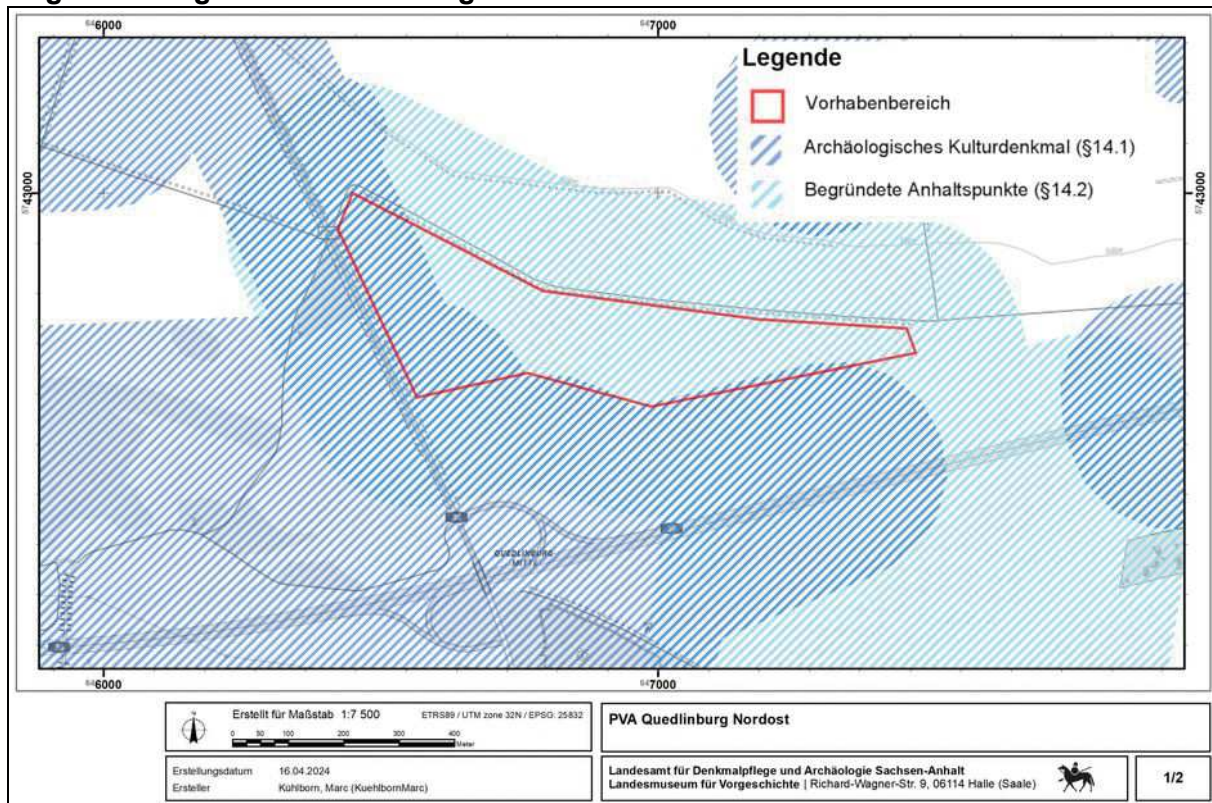 646000
647000
Legende
Vorhabenbereich
Archäologisches Kulturdenkmal (§14.1)
Begründete Anhaltspunkte (§14.2)
5743000
5743000
QUEDLINBURG-
MITTE
646000
647000
Erstellt für Maßstab 1:7 500
ETRS89 / UTM zone 32N / EPSG: 25832
0 50 100 200 300 400
Meter
Erstellungsdatum 16.04.2024
Ersteller Kühlborn, Marc (KuehlbornMarc)
PVA Quedlinburg Nordost
Landesamt für Denkmalpflege und Archäologie Sachsen-Anhalt
Landesmuseum für Vorgeschichte | Richard-Wagner-Str. 9, 06114 Halle (Saale)
1/2